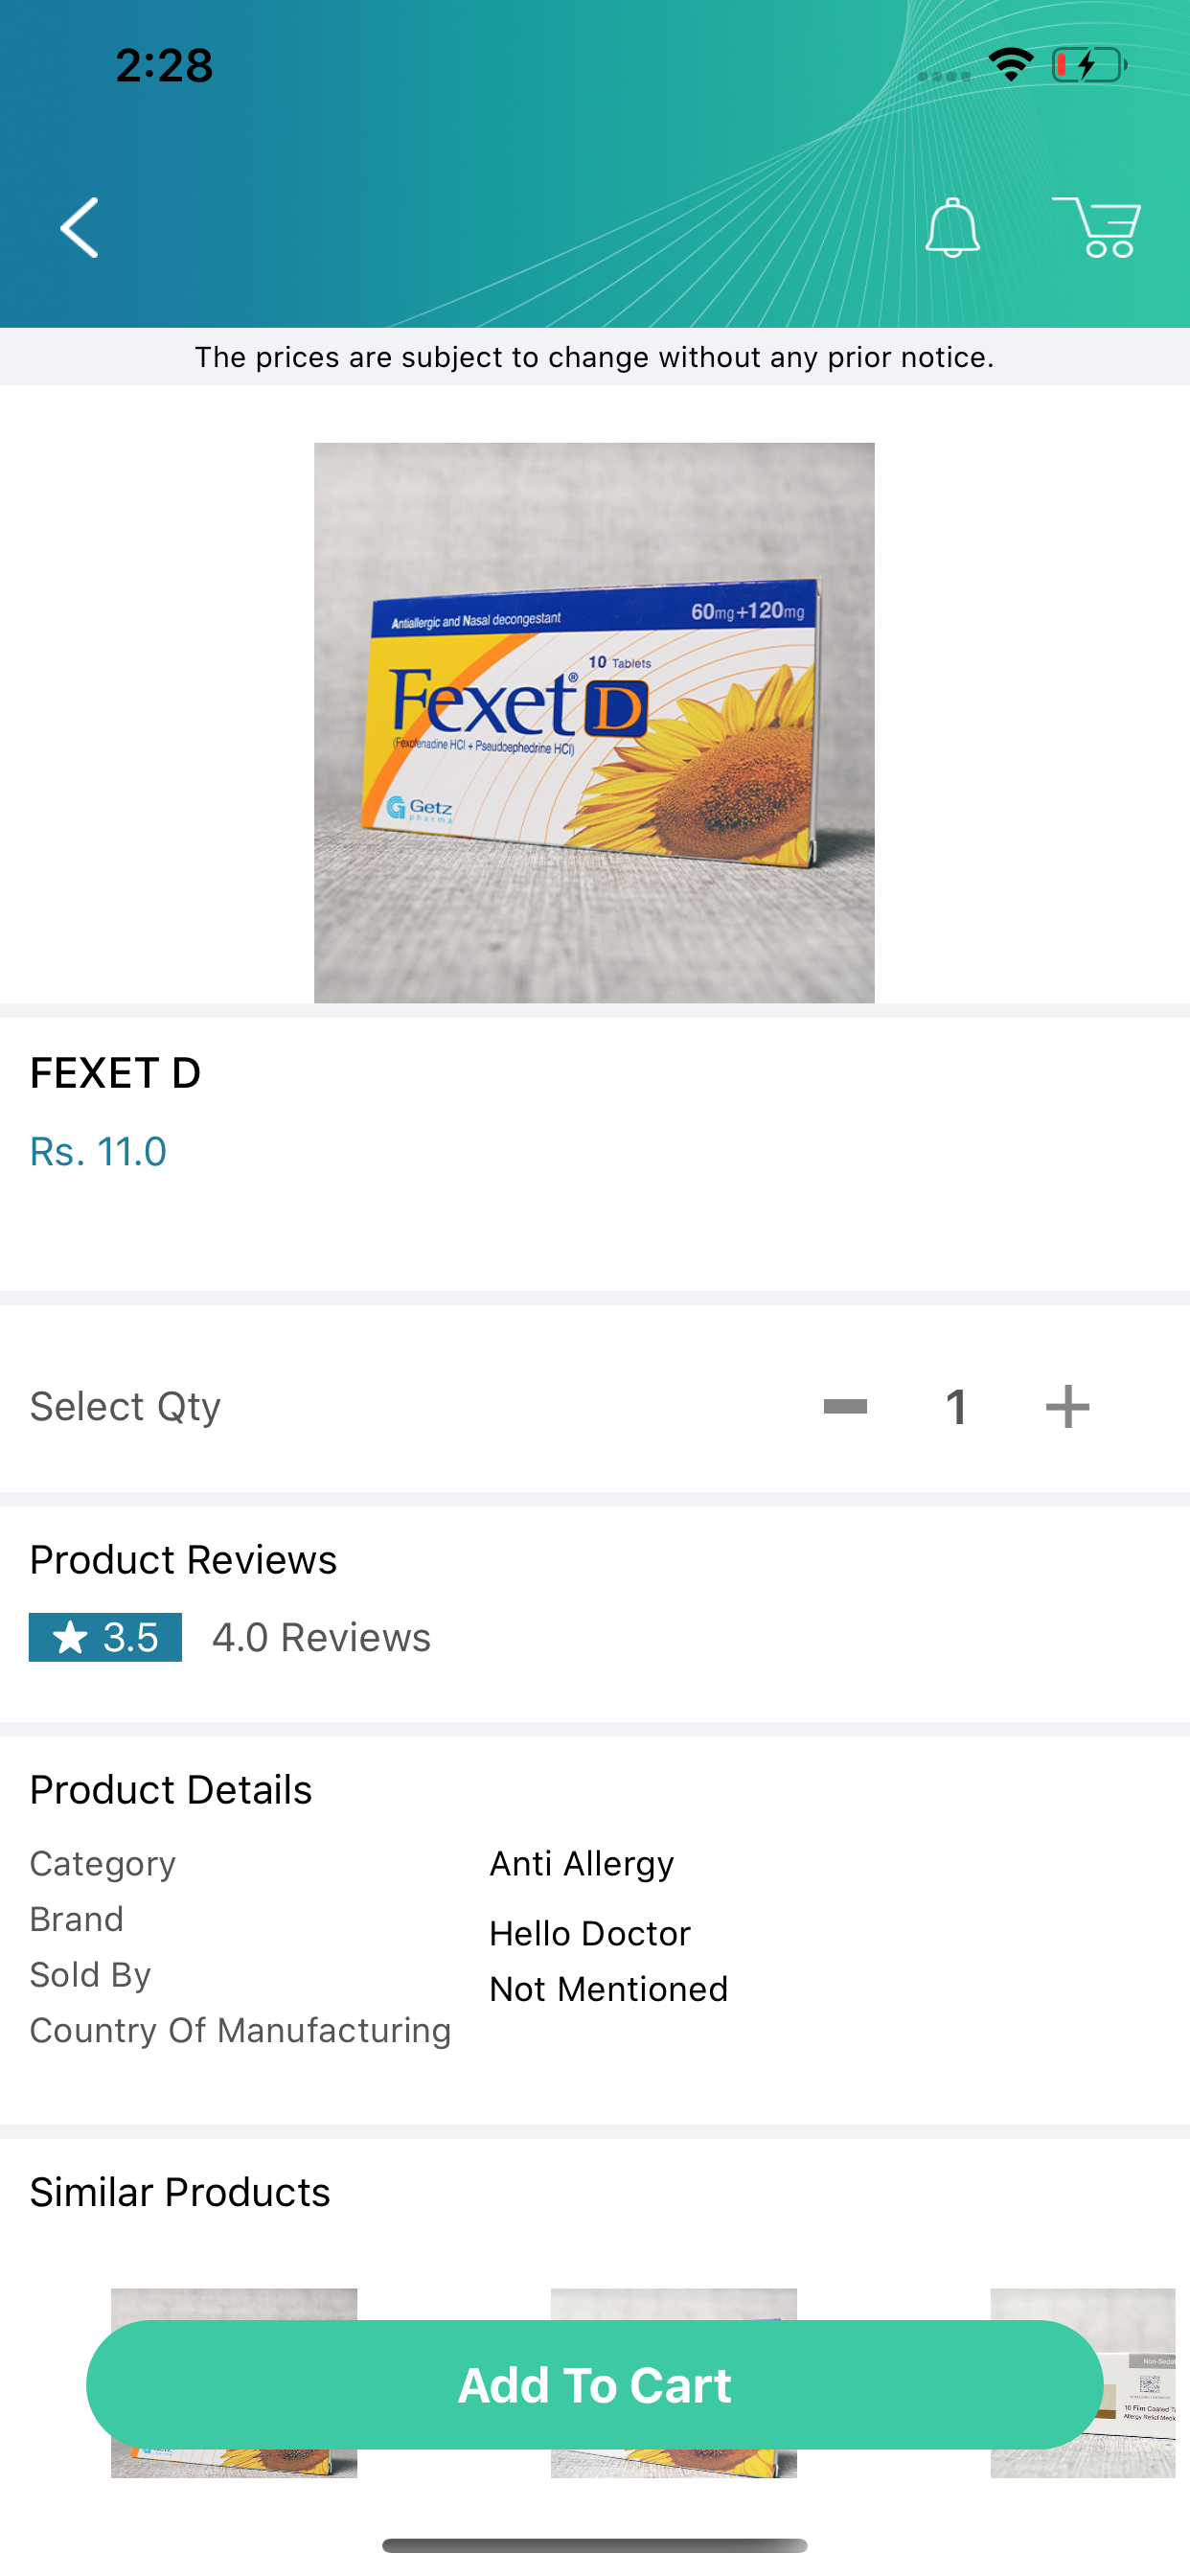 2:28
The prices are subject to change without any prior notice.
Antiallergic and Nasal decongestant
60mg+120mg
10 Tablets
Fexet® D
(Fexofenadine HCl + Pseudoephedrine HCl)
Getz
pharma
FEXET D
Rs. 11.0
Select Qty
1
Product Reviews
3.5 4.0 Reviews
Product Details
Category Anti Allergy
Brand
Hello Doctor
Sold By
Not Mentioned
Country Of Manufacturing
Similar Products
Add To Cart
10 Film Coated